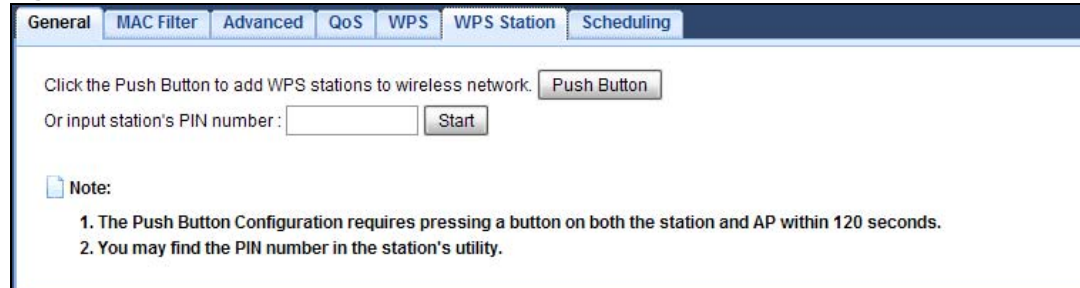 General MAC Filter Advanced QoS WPS WPS Station Scheduling
Click the Push Button to add WPS stations to wireless network. Push Button
Or input station's PIN number : Start
Note:
1. The Push Button Configuration requires pressing a button on both the station and AP within 120 seconds.
2. You may find the PIN number in the station's utility.